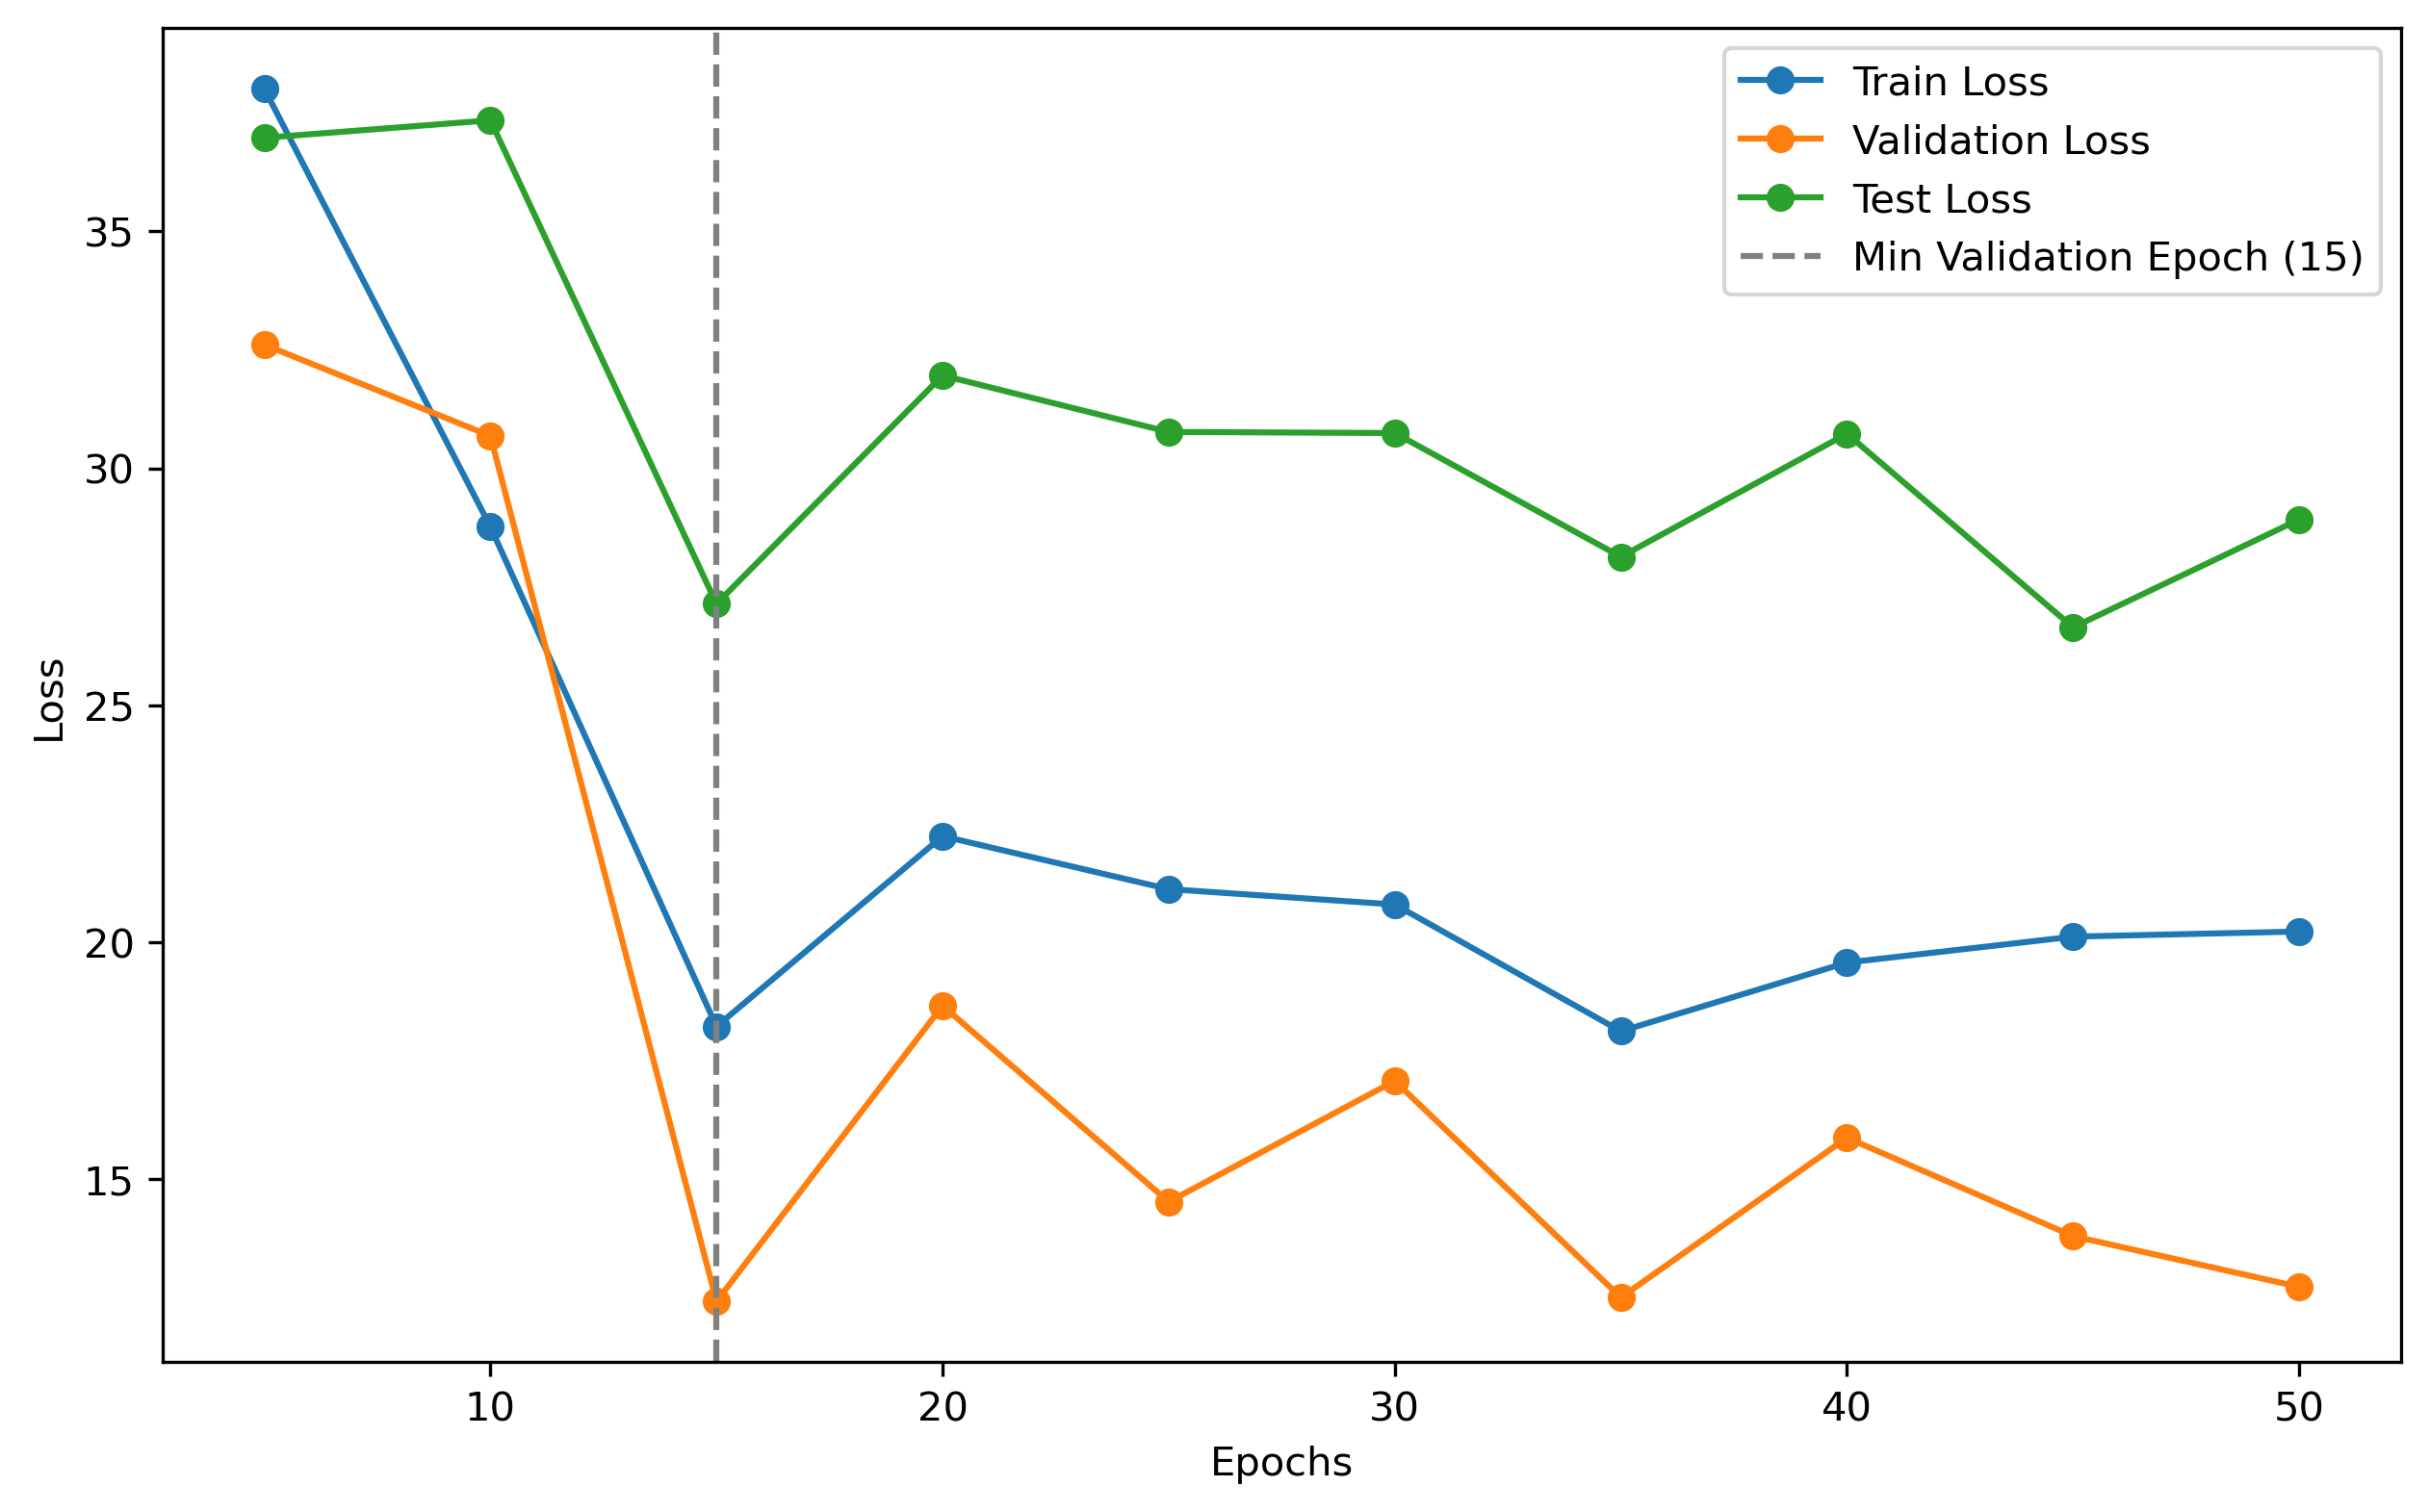 Train Loss
Validation Loss
Test Loss
Min Validation Epoch (15)
35
30
25
20
15
Loss
10 20 30 40 50
Epochs